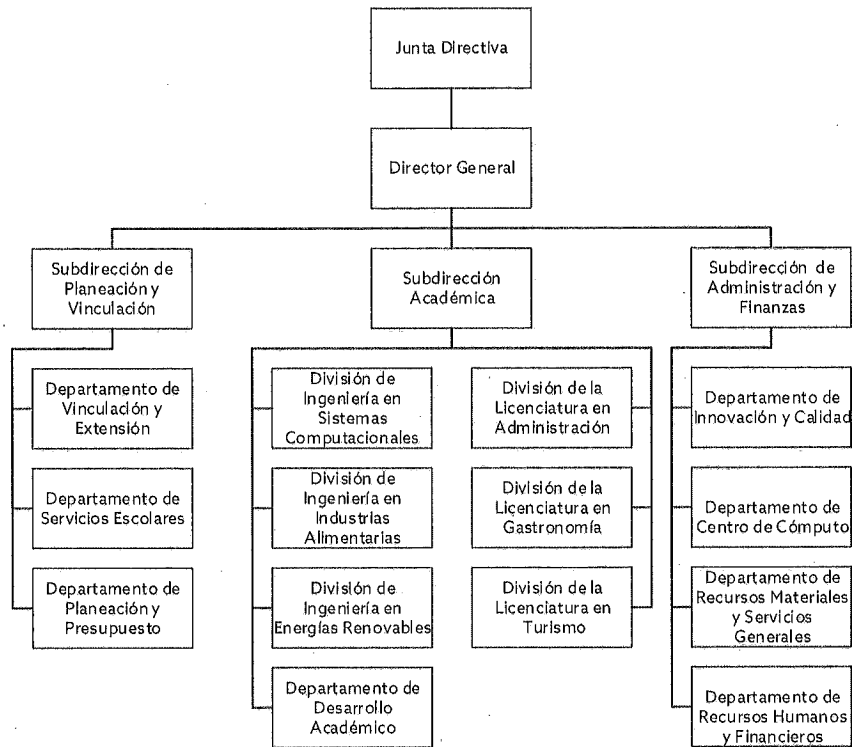 Junta Directiva
Director General
Subdirección de
Planeación y
Vinculación
Subdirección
Académica
Subdirección de
Administración y
Finanzas
Departamento de
Vinculación y
Extensión
Departamento de
Servicios Escolares
Departamento de
Planeación y
Presupuesto
División de
Ingeniería en
Sistemas
Computacionales
División de
Ingeniería en
Industrias
Alimentarias
División de
Ingeniería en
Energías Renovables
Departamento de
Desarrollo
Académico
División de la
Licenciatura en
Administración
División de la
Licenciatura en
Gastronomía
División de la
Licenciatura en
Turismo
Departamento de
Innovación y Calidad
Departamento de
Centro de Cómputo
Departamento de
Recursos Materiales
y Servicios
Generales
Departamento de
Recursos Humanos
y Financieros